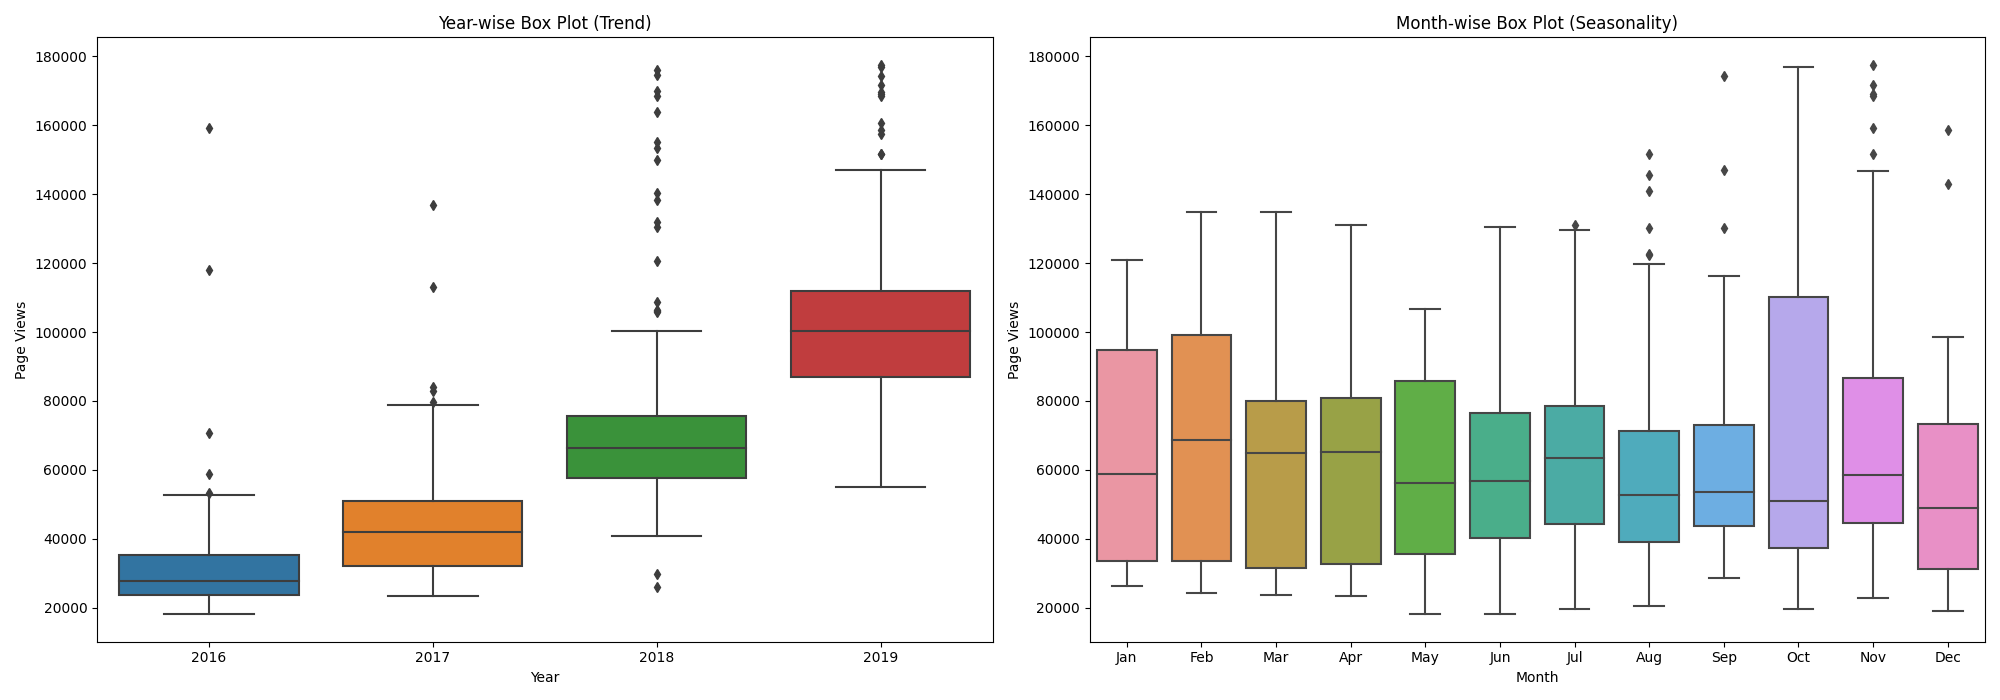 Year-wise Box Plot (Trend)
Page Views
180000
160000
140000
120000
100000
80000
60000
40000
20000
2016 2017 2018 2019
Year
Month-wise Box Plot (Seasonality)
Page Views
180000
160000
140000
120000
100000
80000
60000
40000
20000
Jan Feb Mar Apr May Jun Jul Aug Sep Oct Nov Dec
Month